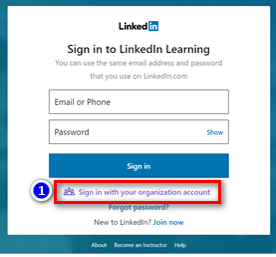 LinkedIn
Sign in to LinkedIn Learning
You can use the same email address and password
that you use on LinkedIn.com
Email or Phone
Password Show
Sign in
1 Sign in with your organization account
Forgot password?
New to LinkedIn? Join now
About Become an Instructor Help